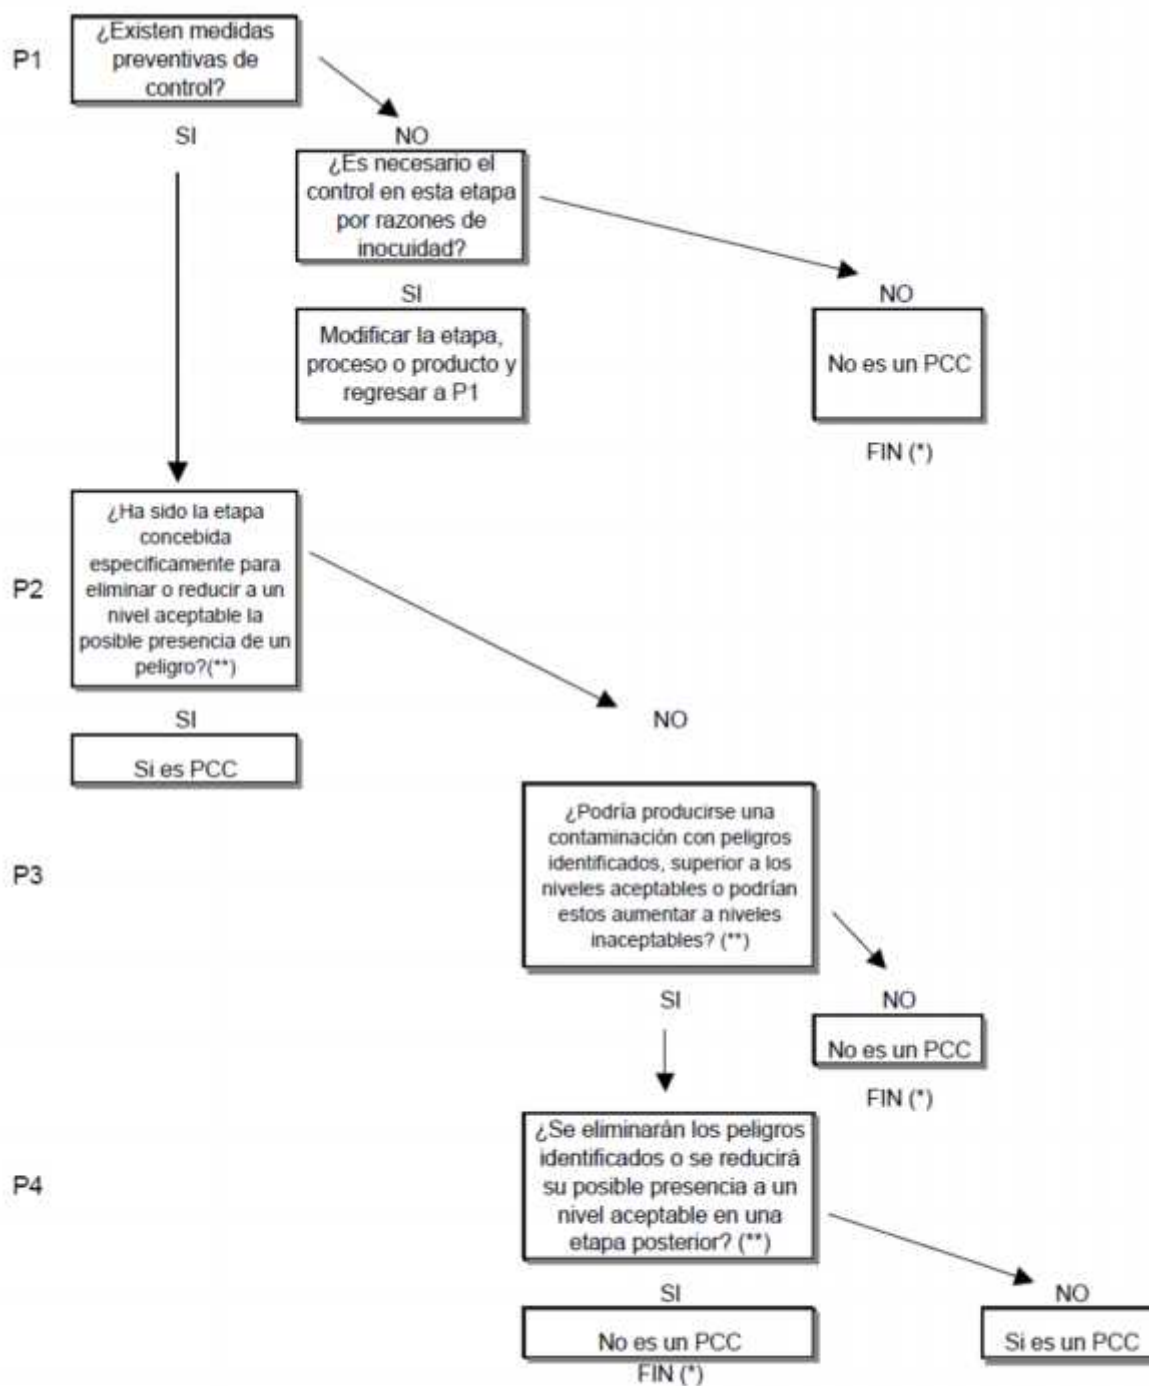 P1
¿Existen medidas
preventivas de
control?
SI
NO
¿Es necesario el
control en esta etapa
por razones de
inocuidad?
SI
NO
Modificar la etapa,
proceso o producto y
regresar a P1
No es un PCC
FIN (*)
P2
¿Ha sido la etapa
concebida
específicamente para
eliminar o reducir a un
nivel aceptable la
posible presencia de un
peligro?(**)
SI
NO
Si es PCC
P3
¿Podría producirse una
contaminación con peligros
identificados, superior a los
niveles aceptables o podrían
estos aumentar a niveles
inaceptables? (**)
SI
NO
No es un PCC
FIN (*)
P4
¿Se eliminarán los peligros
identificados o se reducirá
su posible presencia a un
nivel aceptable en una
etapa posterior? (**)
SI
NO
No es un PCC
Si es un PCC
FIN (*)